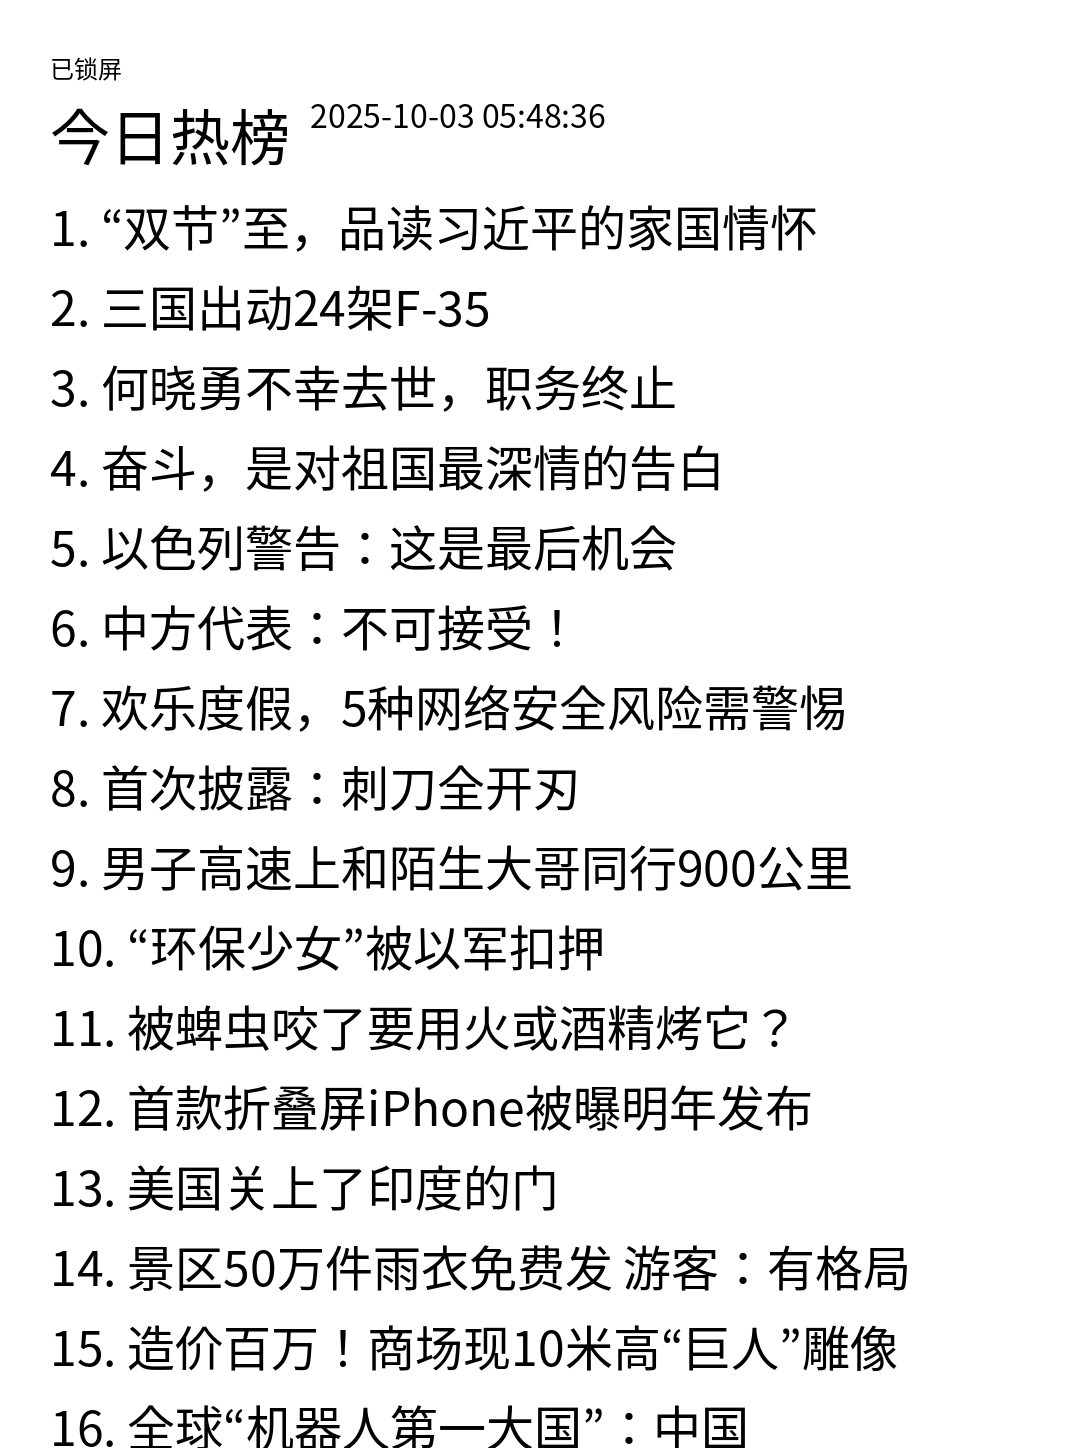 已锁屏
今日热榜 2025-10-03 05:48:36
1. “双节”至，品读习近平的家国情怀
2. 三国出动24架F-35
3. 何晓勇不幸去世，职务终止
4. 奋斗，是对祖国最深情的告白
5. 以色列警告：这是最后机会
6. 中方代表：不可接受！
7. 欢乐度假，5种网络安全风险需警惕
8. 首次披露：刺刀全开刃
9. 男子高速上和陌生大哥同行900公里
10. “环保少女”被以军扣押
11. 被蜱虫咬了要用火或酒精烤它？
12. 首款折叠屏iPhone被曝明年发布
13. 美国关上了印度的门
14. 景区50万件雨衣免费发 游客：有格局
15. 造价百万！商场现10米高“巨人”雕像
16. 全球“机器人第一大国”：中国